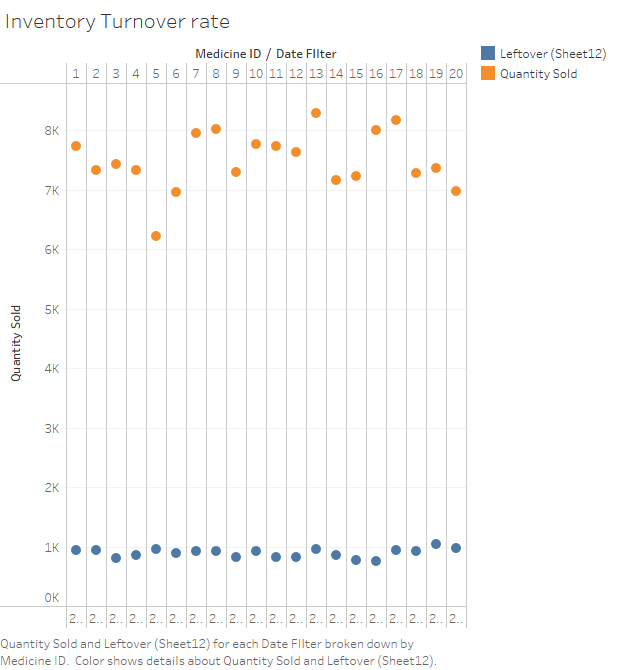 Inventory Turnover rate
Medicine ID / Date FIlter
Leftover (Sheet12)
Quantity Sold
1 2 3 4 5 6 7 8 9 10 11 12 13 14 15 16 17 18 19 20
8K
7K
6K
5K
4K
3K
2K
1K
0K
Quantity Sold
2.. 2.. 2.. 2.. 2.. 2.. 2.. 2.. 2.. 2.. 2.. 2.. 2.. 2.. 2.. 2.. 2.. 2.. 2.. 2..
Quantity Sold and Leftover (Sheet12) for each Date FIlter broken down by
Medicine ID. Color shows details about Quantity Sold and Leftover (Sheet12).